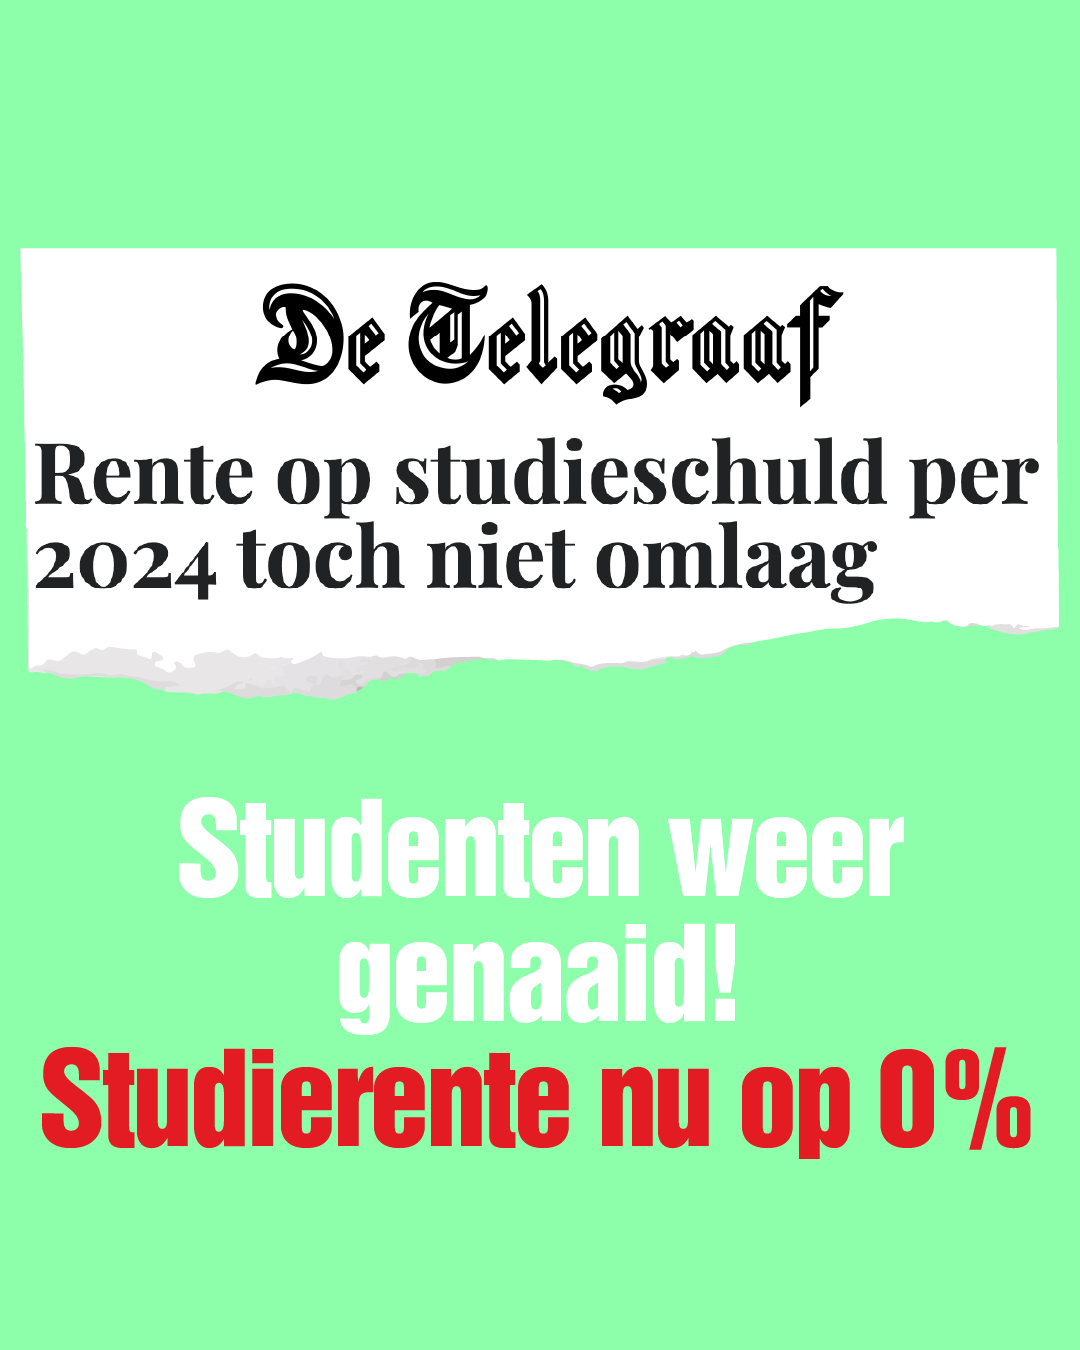 De Telegraaf
Rente op studieschuld per
2024 toch niet omlaag
Studenten weer
genaaid!
Studierente nu op 0%